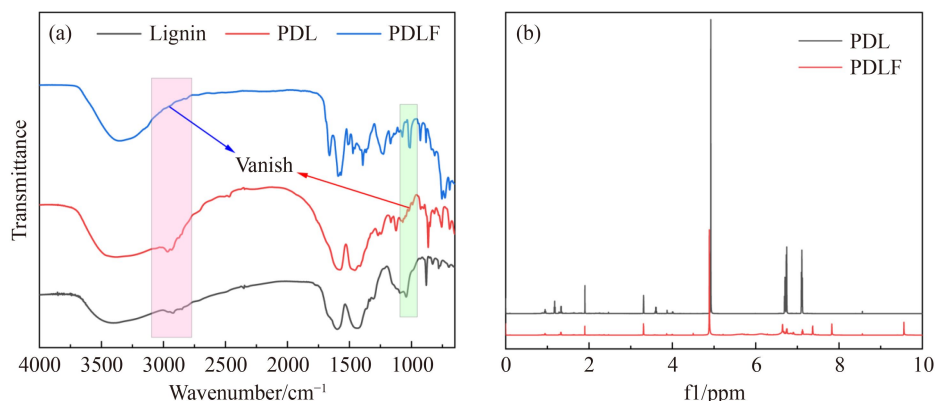 (a)
Lignin
PDL
PDLF
Vanish
Transmittance
4000
3500
3000
2500
2000
1500
1000
Wavenumber/cm⁻¹
(b)
PDL
PDLF
0
2
4
6
8
10
f1/ppm